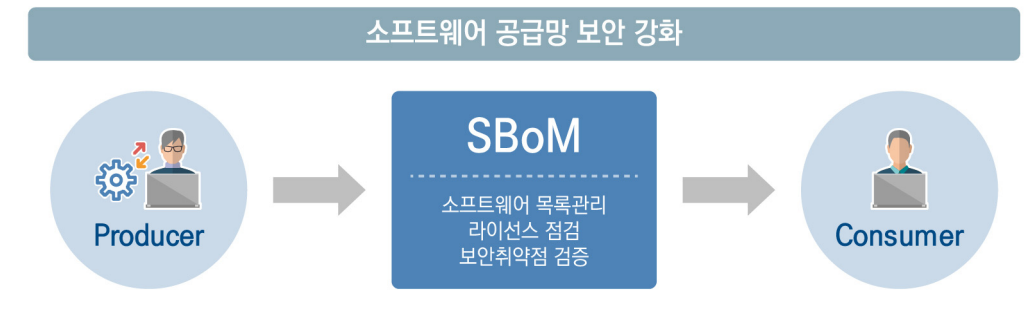 소프트웨어 공급망 보안 강화
SBoM
소프트웨어 목록관리
라이선스 점검
보안취약점 검증
Producer
Consumer